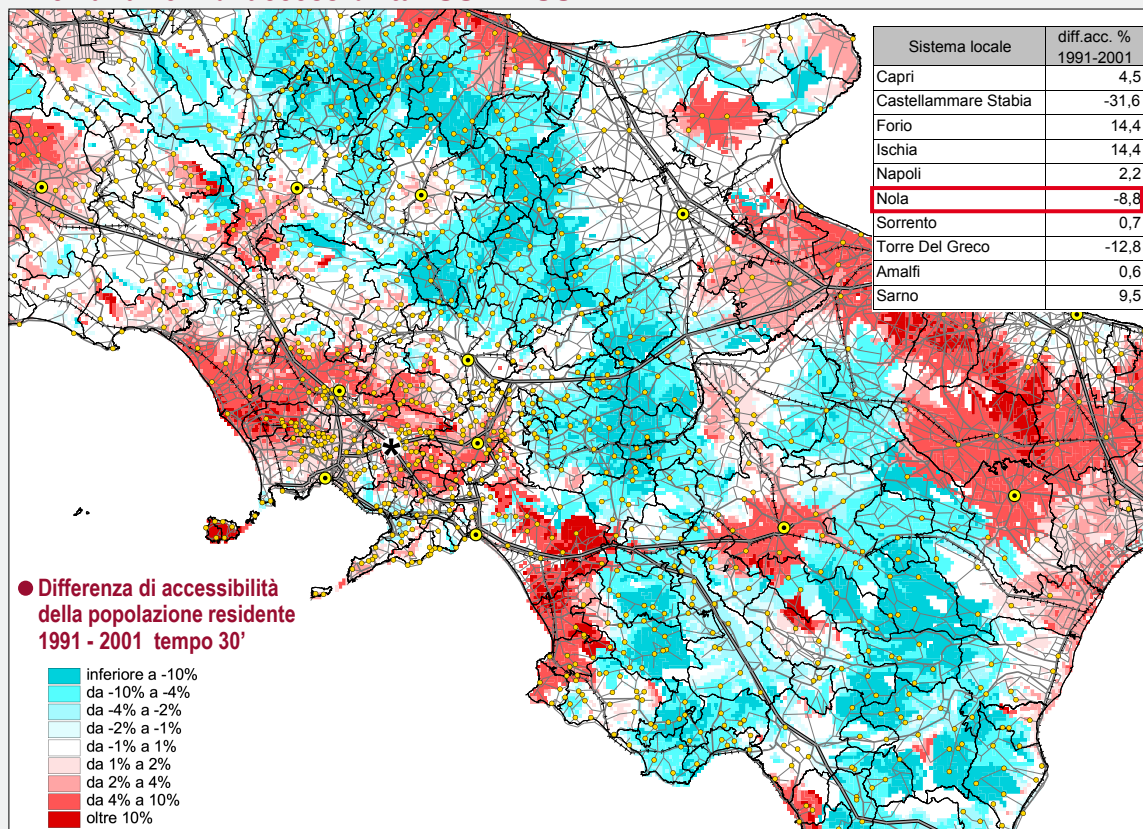 Sistema locale
diff.acc. %
1991-2001
Capri 4,5
Castellammare Stabia -31,6
Forio 14,4
Ischia 14,4
Napoli 2,2
Nola -8,8
Sorrento 0,7
Torre Del Greco -12,8
Amalfi 0,6
Sarno 9,5
*
● Differenza di accessibilità
della popolazione residente
1991 - 2001 tempo 30’
inferiore a -10%
da -10% a -4%
da -4% a -2%
da -2% a -1%
da -1% a 1%
da 1% a 2%
da 2% a 4%
da 4% a 10%
oltre 10%